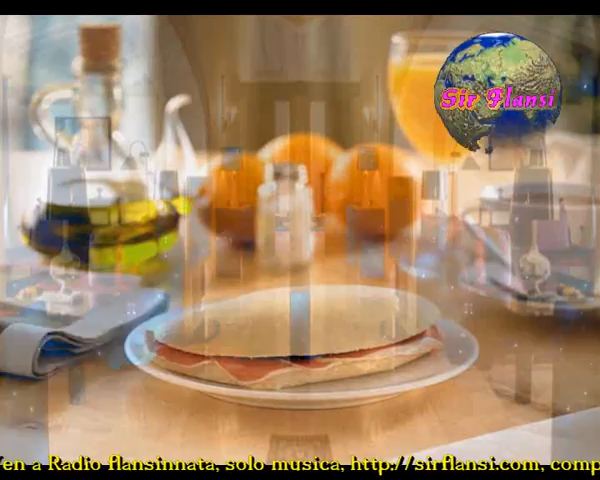 Sir Flansi
en a Radio flansinnata, solo musica, http://sirflansi.com, comp